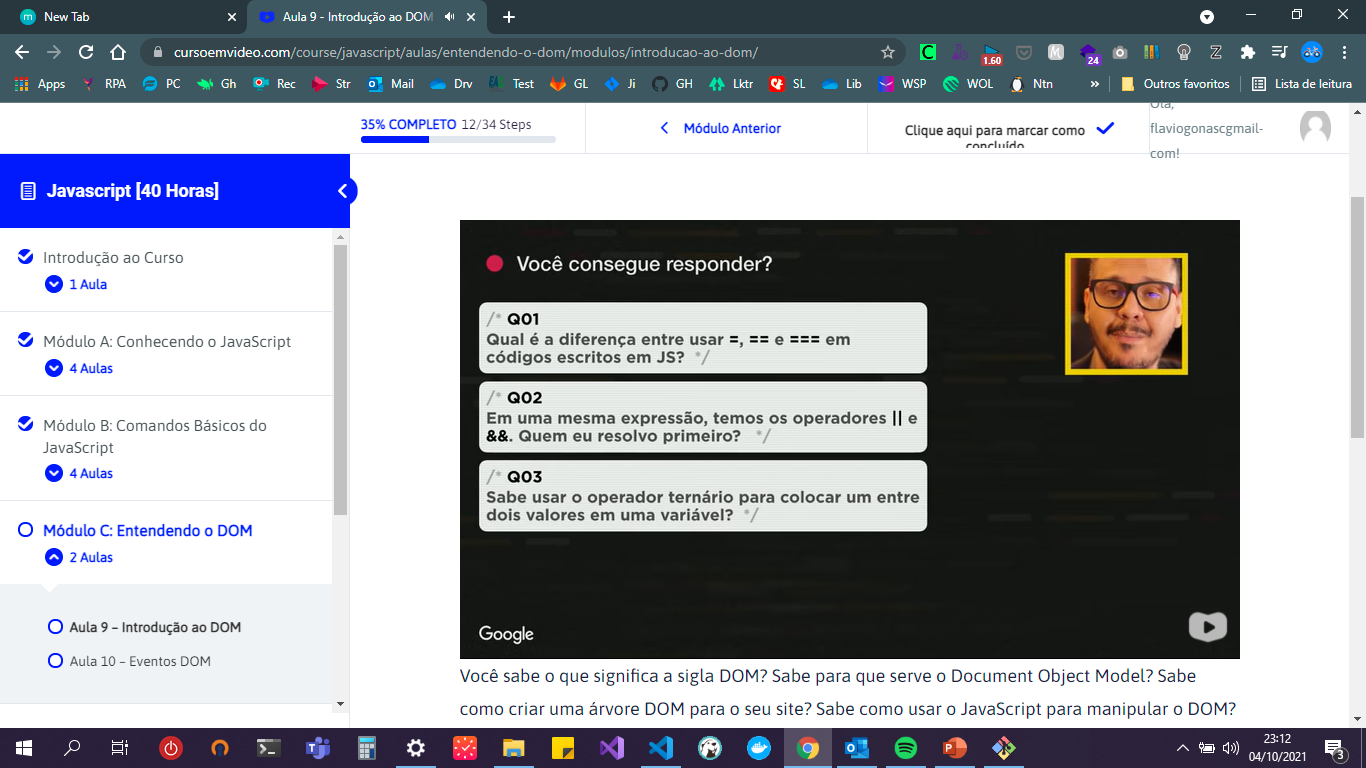 New Tab
Aula 9 - Introdução ao DOM
cursoemvideo.com/course/javascript/aulas/entendendo-o-dom/modulos/introducao-ao-dom/
1.60
24
Apps
RPA
PC
Gh
Rec
Str
Mail
Drv
Test
GL
Ji
GH
Lktr
SL
Lib
WSP
WOL
Ntn
»
Outros favoritos
Lista de leitura
35% COMPLETO 12/34 Steps
Módulo Anterior
Clique aqui para marcar como
concluído
Olá,
flaviogonascgmail-
com!
Javascript [40 Horas]
Introdução ao Curso
1 Aula
Módulo A: Conhecendo o JavaScript
4 Aulas
Módulo B: Comandos Básicos do
JavaScript
4 Aulas
Módulo C: Entendendo o DOM
2 Aulas
Aula 9 – Introdução ao DOM
Aula 10 – Eventos DOM
Você consegue responder?
/* Q01
Qual é a diferença entre usar =, == e === em
códigos escritos em JS? */
/* Q02
Em uma mesma expressão, temos os operadores || e
&&. Quem eu resolvo primeiro? */
/* Q03
Sabe usar o operador ternário para colocar um entre
dois valores em uma variável? */
Google
Você sabe o que significa a sigla DOM? Sabe para que serve o Document Object Model? Sabe
como criar uma árvore DOM para o seu site? Sabe como usar o JavaScript para manipular o DOM?
23:12
04/10/2021
3